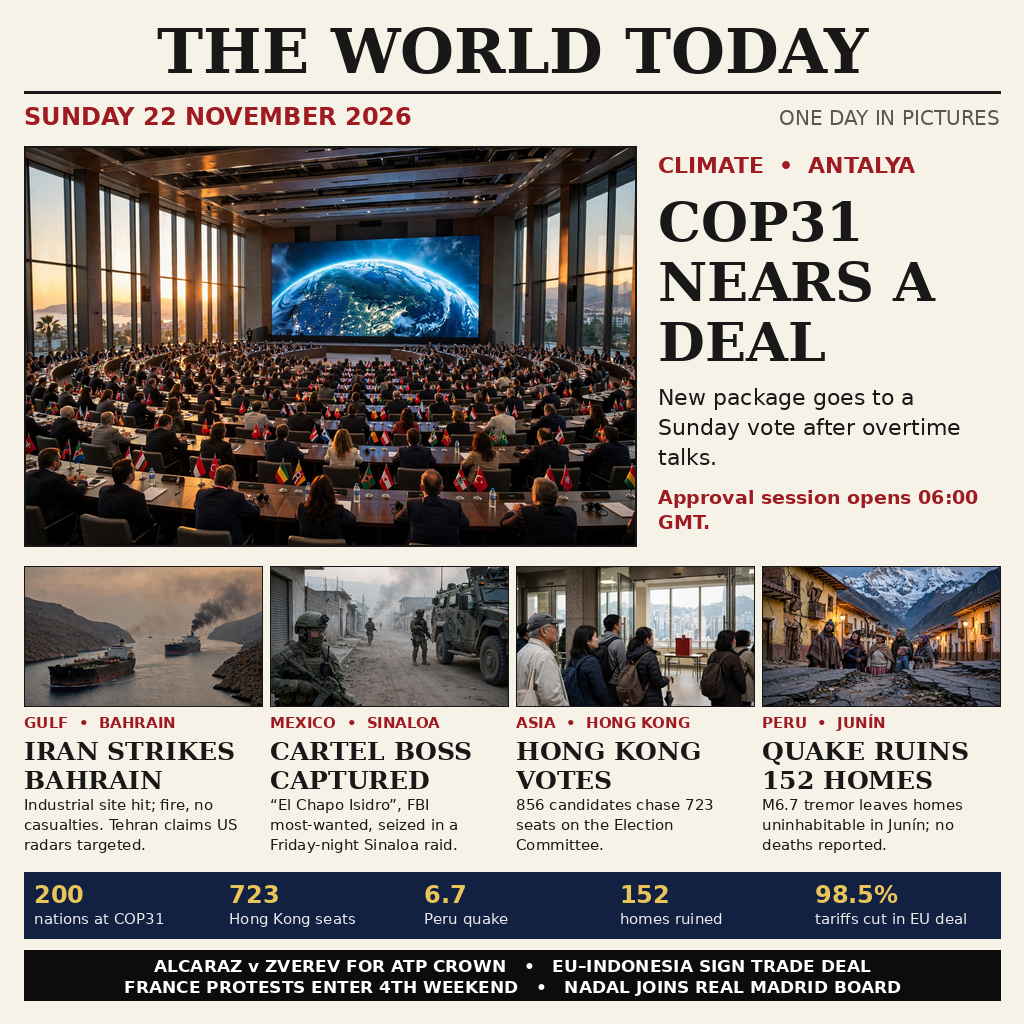 THE WORLD TODAY
SUNDAY 22 NOVEMBER 2026
ONE DAY IN PICTURES
CLIMATE • ANTALYA
COP31
NEARS A
DEAL
New package goes to a
Sunday vote after overtime
talks.
Approval session opens 06:00
GMT.
GULF • BAHRAIN
IRAN STRIKES
BAHRAIN
Industrial site hit; fire, no
casualties. Tehran claims US
radars targeted.
MEXICO • SINALOA
CARTEL BOSS
CAPTURED
“El Chapo Isidro”, FBI
most-wanted, seized in a
Friday-night Sinaloa raid.
ASIA • HONG KONG
HONG KONG
VOTES
856 candidates chase 723
seats on the Election
Committee.
PERU • JUNÍN
QUAKE RUINS
152 HOMES
M6.7 tremor leaves homes
uninhabitable in Junín; no
deaths reported.
200
nations at COP31
723
Hong Kong seats
6.7
Peru quake
152
homes ruined
98.5%
tariffs cut in EU deal
ALCARAZ v ZVEREV FOR ATP CROWN • EU–INDONESIA SIGN TRADE DEAL
FRANCE PROTESTS ENTER 4TH WEEKEND • NADAL JOINS REAL MADRID BOARD